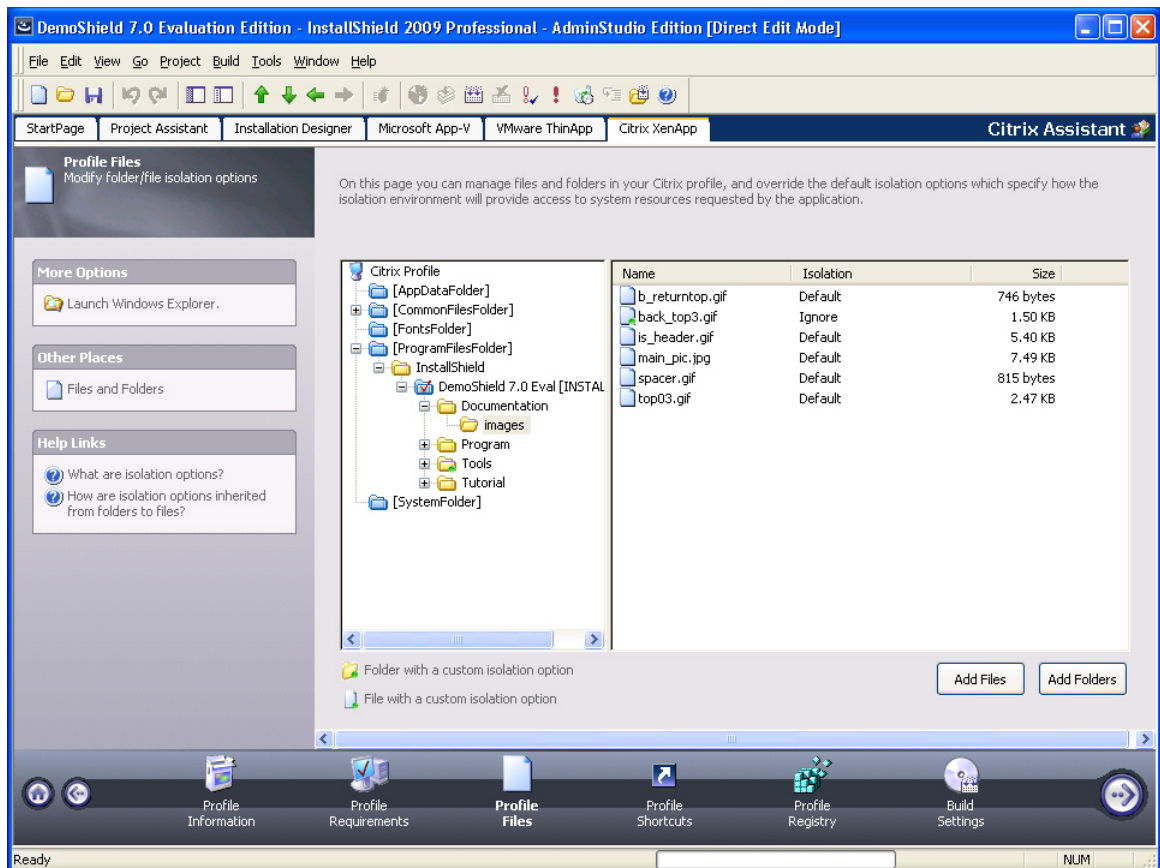 DemoShield 7.0 Evaluation Edition - InstallShield 2009 Professional - AdminStudio Edition [Direct Edit Mode]
File Edit View Go Project Build Tools Window Help
StartPage Project Assistant Installation Designer Microsoft App-V VMware ThinApp Citrix XenApp Citrix Assistant
Profile Files
Modify folder/file isolation options
On this page you can manage files and folders in your Citrix profile, and override the default isolation options which specify how the
isolation environment will provide access to system resources requested by the application.
More Options
Launch Windows Explorer.
Other Places
Files and Folders
Help Links
What are isolation options?
How are isolation options inherited
from folders to files?
Citrix Profile
[AppDataFolder]
[CommonFilesFolder]
[FontsFolder]
[ProgramFilesFolder]
InstallShield
DemoShield 7.0 Eval [INSTAL
Documentation
images
Program
Tools
Tutorial
[SystemFolder]
Name Isolation Size
b_returntop.gif Default 746 bytes
back_top3.gif Ignore 1.50 KB
is_header.gif Default 5.40 KB
main_pic.jpg Default 7.49 KB
spacer.gif Default 815 bytes
top03.gif Default 2.47 KB
Folder with a custom isolation option
File with a custom isolation option
Add Files Add Folders
Profile
Information
Profile
Requirements
Profile
Files
Profile
Shortcuts
Profile
Registry
Build
Settings
Ready NUM